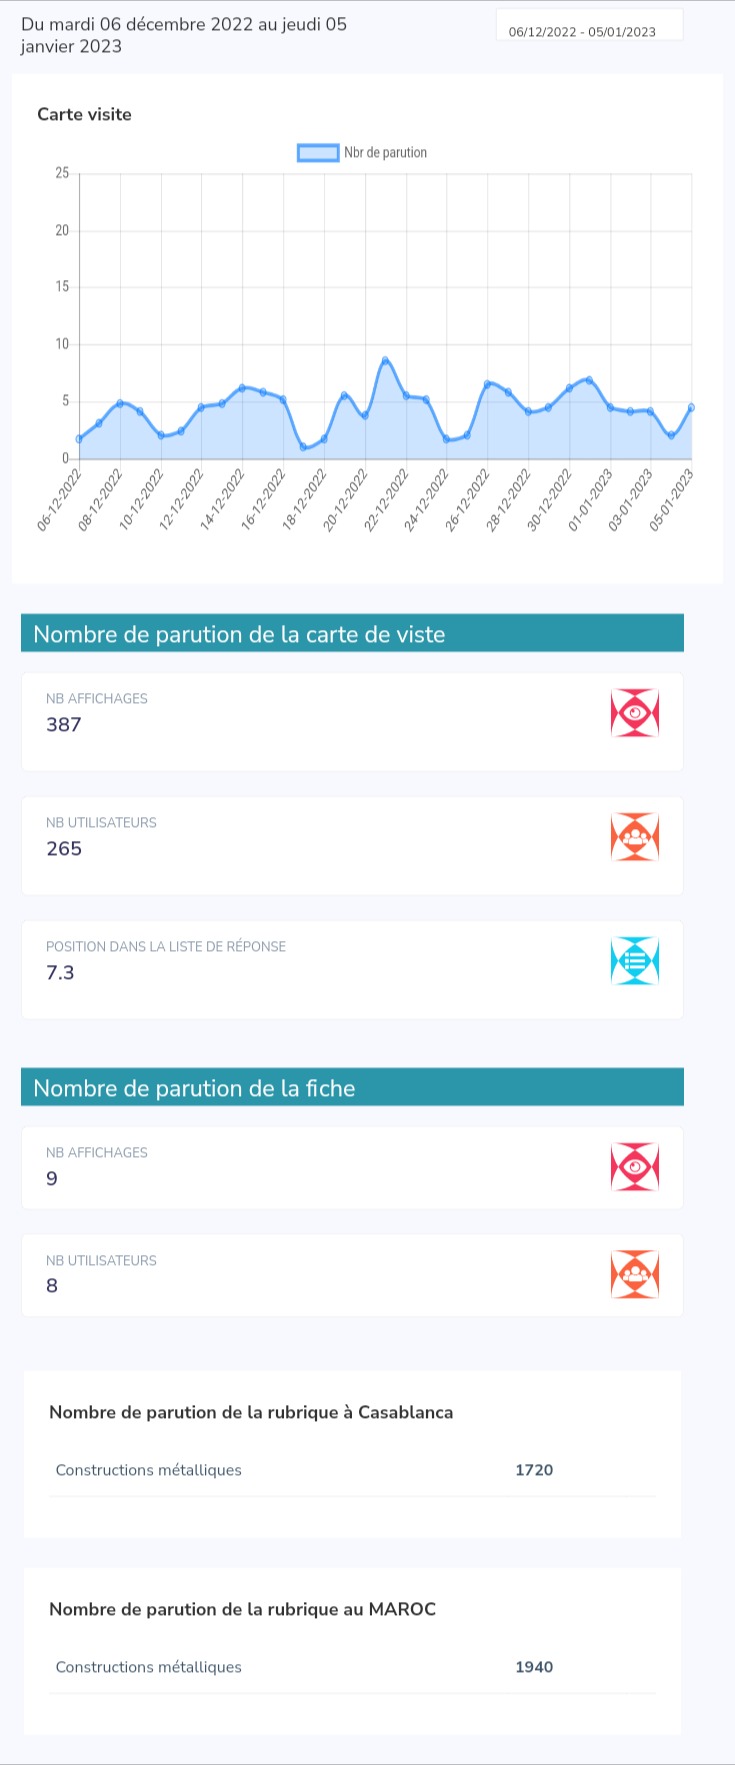 Du mardi 06 décembre 2022 au jeudi 05
janvier 2023
06/12/2022 - 05/01/2023
Carte visite
Nbr de parution
25
20
15
10
5
0
06-12-2022
08-12-2022
10-12-2022
12-12-2022
14-12-2022
16-12-2022
18-12-2022
20-12-2022
22-12-2022
24-12-2022
26-12-2022
28-12-2022
30-12-2022
01-01-2023
03-01-2023
05-01-2023
Nombre de parution de la carte de viste
NB AFFICHAGES
387
NB UTILISATEURS
265
POSITION DANS LA LISTE DE RÉPONSE
7.3
Nombre de parution de la fiche
NB AFFICHAGES
9
NB UTILISATEURS
8
Nombre de parution de la rubrique à Casablanca
Constructions métalliques 1720
Nombre de parution de la rubrique au MAROC
Constructions métalliques 1940